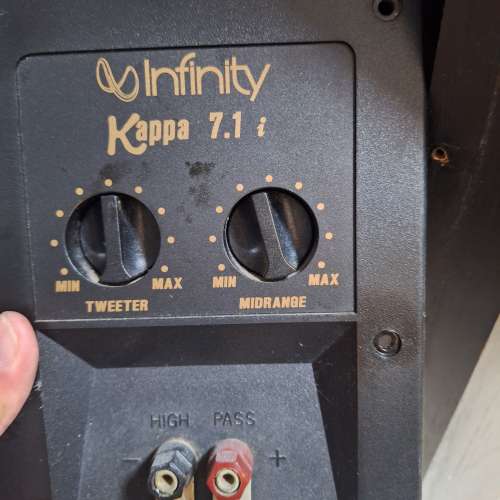 Infinity
Kappa 7.1 i
MIN MAX MIN MAX
TWEETER MIDRANGE
HIGH PASS
- +